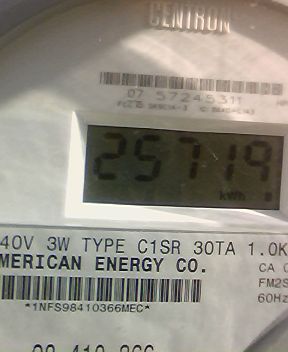 CENTRON
07 57245311
25719
kWh
40V 3W TYPE C1SR 30TA 1.0K
MERICAN ENERGY CO.
CA 0
FM2S
60Hz
*1NFS98410366MEC*